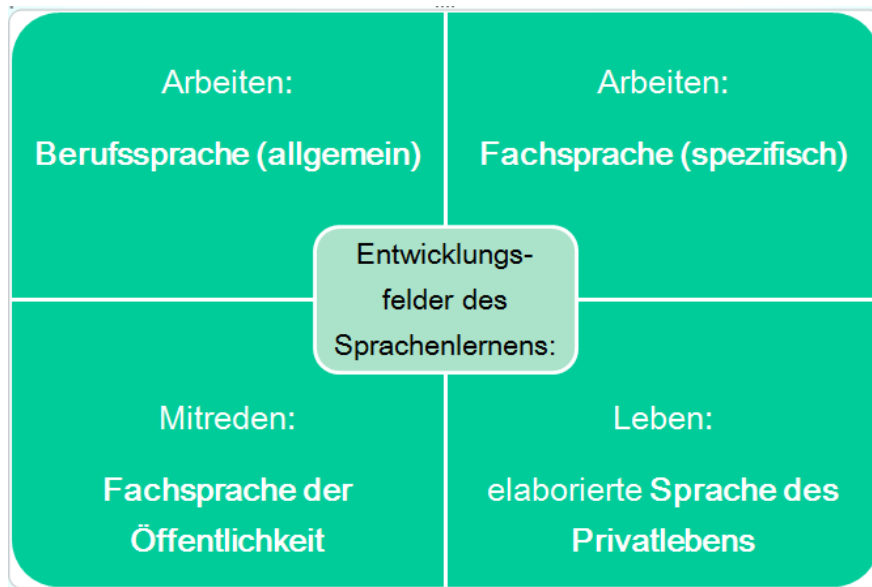 Arbeiten:
Berufssprache (allgemein)
Arbeiten:
Fachsprache (spezifisch)
Entwicklungs-
felder des
Sprachenlernens:
Mitreden:
Fachsprache der
Öffentlichkeit
Leben:
elaborierte Sprache des
Privatlebens